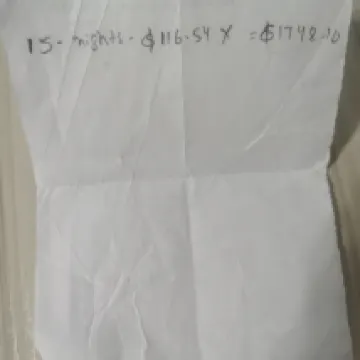 15- nights - $116.54 X = $1748.10